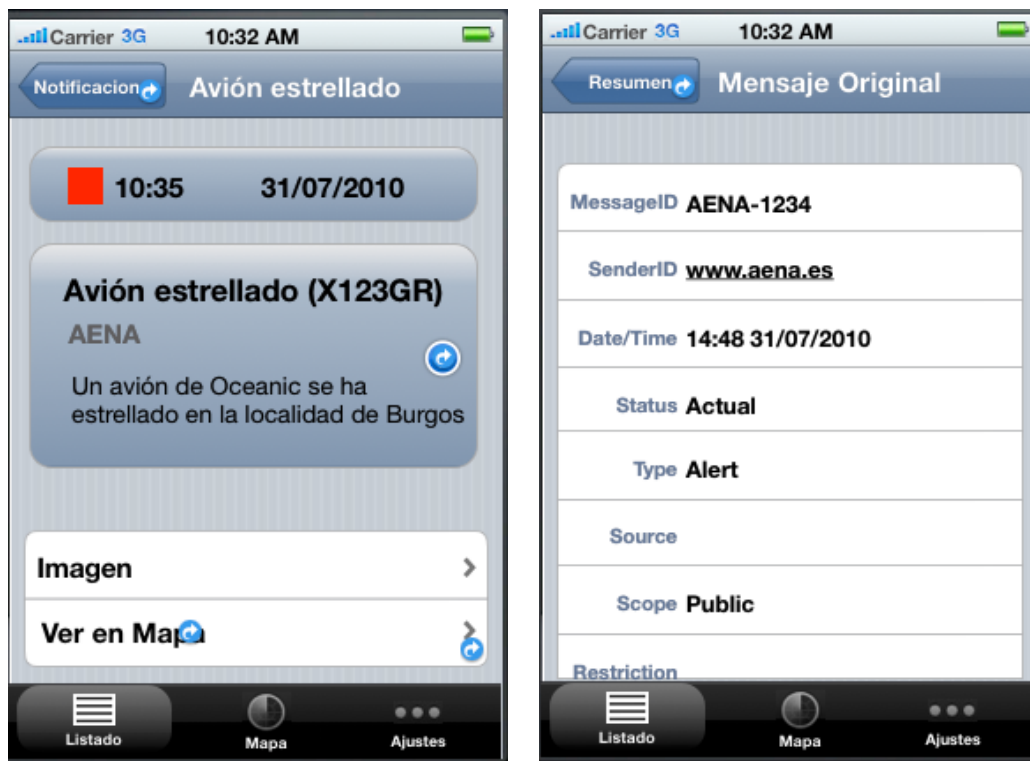 Carrier 3G 10:32 AM
Notificacion Avión estrellado
10:35 31/07/2010
Avión estrellado (X123GR)
AENA
Un avión de Oceanic se ha
estrellado en la localidad de Burgos
Imagen
Ver en Mapa
Listado Mapa Ajustes
Carrier 3G 10:32 AM
Resumen Mensaje Original
MessageID AENA-1234
SenderID www.aena.es
Date/Time 14:48 31/07/2010
Status Actual
Type Alert
Source
Scope Public
Restriction
Listado Mapa Ajustes